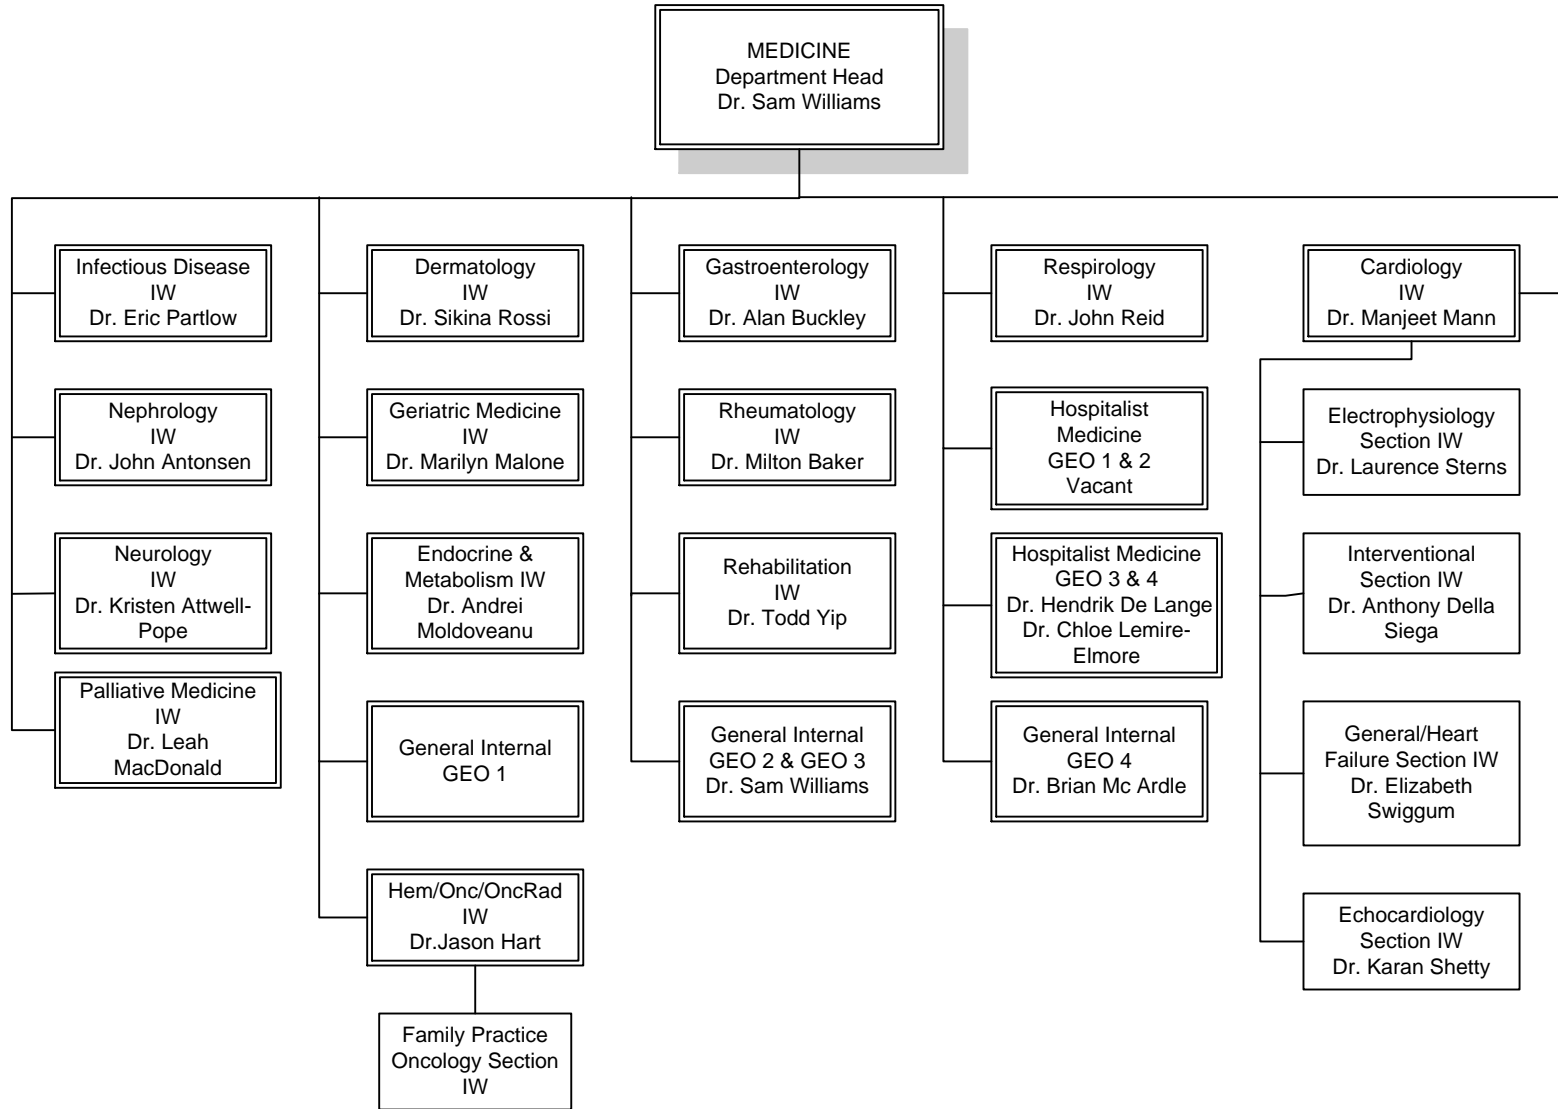 MEDICINE
Department Head
Dr. Sam Williams
Infectious Disease
IW
Dr. Eric Partlow
Nephrology
IW
Dr. John Antonsen
Neurology
IW
Dr. Kristen Attwell-
Pope
Palliative Medicine
IW
Dr. Leah
MacDonald
Dermatology
IW
Dr. Sikina Rossi
Geriatric Medicine
IW
Dr. Marilyn Malone
Endocrine &
Metabolism IW
Dr. Andrei
Moldoveanu
General Internal
GEO 1
Hem/Onc/OncRad
IW
Dr.Jason Hart
Family Practice
Oncology Section
IW
Gastroenterology
IW
Dr. Alan Buckley
Rheumatology
IW
Dr. Milton Baker
Rehabilitation
IW
Dr. Todd Yip
General Internal
GEO 2 & GEO 3
Dr. Sam Williams
Respirology
IW
Dr. John Reid
Hospitalist
Medicine
GEO 1 & 2
Vacant
Hospitalist Medicine
GEO 3 & 4
Dr. Hendrik De Lange
Dr. Chloe Lemire-
Elmore
General Internal
GEO 4
Dr. Brian Mc Ardle
Cardiology
IW
Dr. Manjeet Mann
Electrophysiology
Section IW
Dr. Laurence Sterns
Interventional
Section IW
Dr. Anthony Della
Siega
General/Heart
Failure Section IW
Dr. Elizabeth
Swiggum
Echocardiology
Section IW
Dr. Karan Shetty